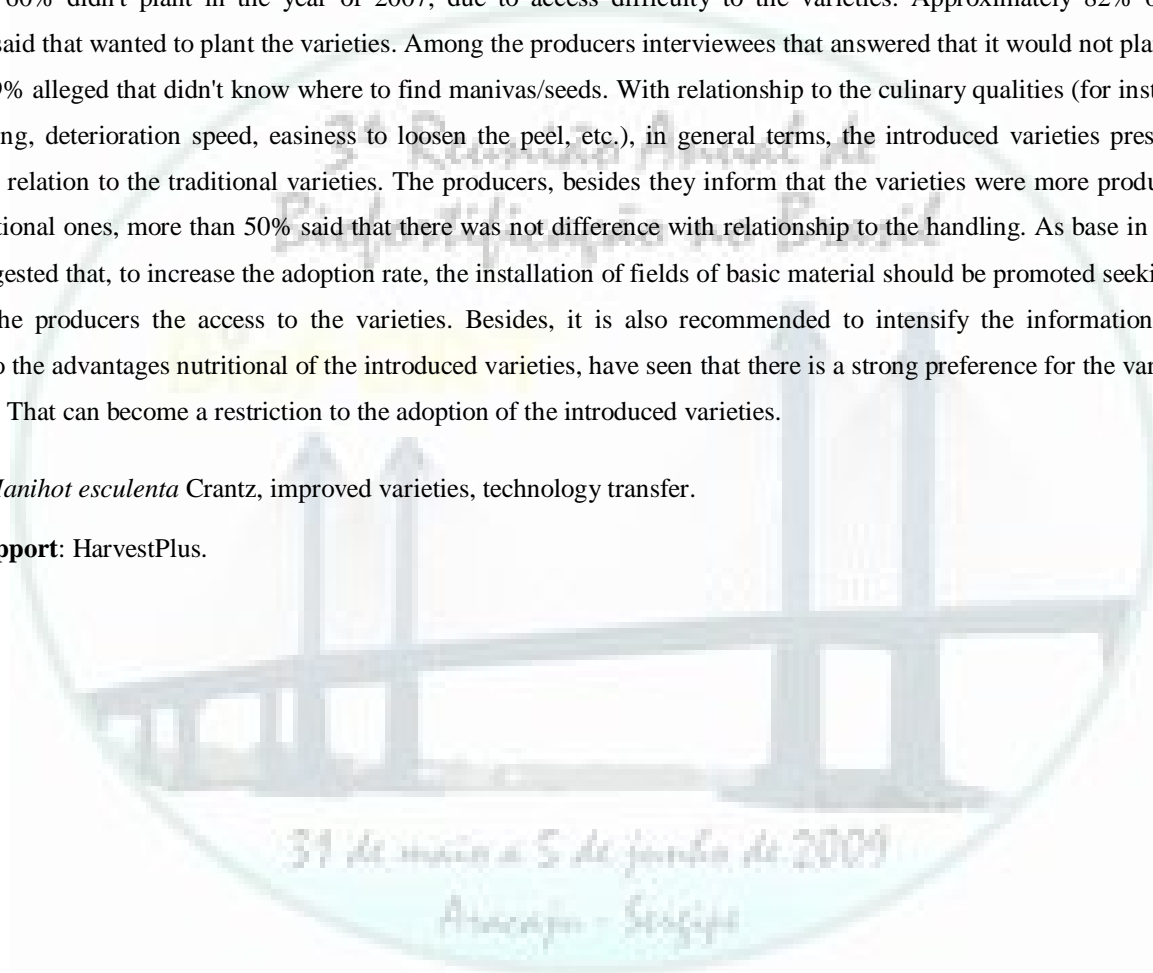 60% didn't plant in the year of 2007, due to access difficulty to the varieties. Approximately 82% o
said that wanted to plant the varieties. Among the producers interviewees that answered that it would not pla
9% alleged that didn't know where to find manivas/seeds. With relationship to the culinary qualities (for inst
ing, deterioration speed, easiness to loosen the peel, etc.), in general terms, the introduced varieties pres
relation to the traditional varieties. The producers, besides they inform that the varieties were more produ
tional ones, more than 50% said that there was not difference with relationship to the handling. As base in
gested that, to increase the adoption rate, the installation of fields of basic material should be promoted seeki
he producers the access to the varieties. Besides, it is also recommended to intensify the information
o the advantages nutritional of the introduced varieties, have seen that there is a strong preference for the var
That can become a restriction to the adoption of the introduced varieties.
Manihot esculenta Crantz, improved varieties, technology transfer.
pport: HarvestPlus.
3ª Reunião Anual de
Biofortificação no Brasil
31 de maio a 5 de junho de 2009
Aracaju - Sergipe